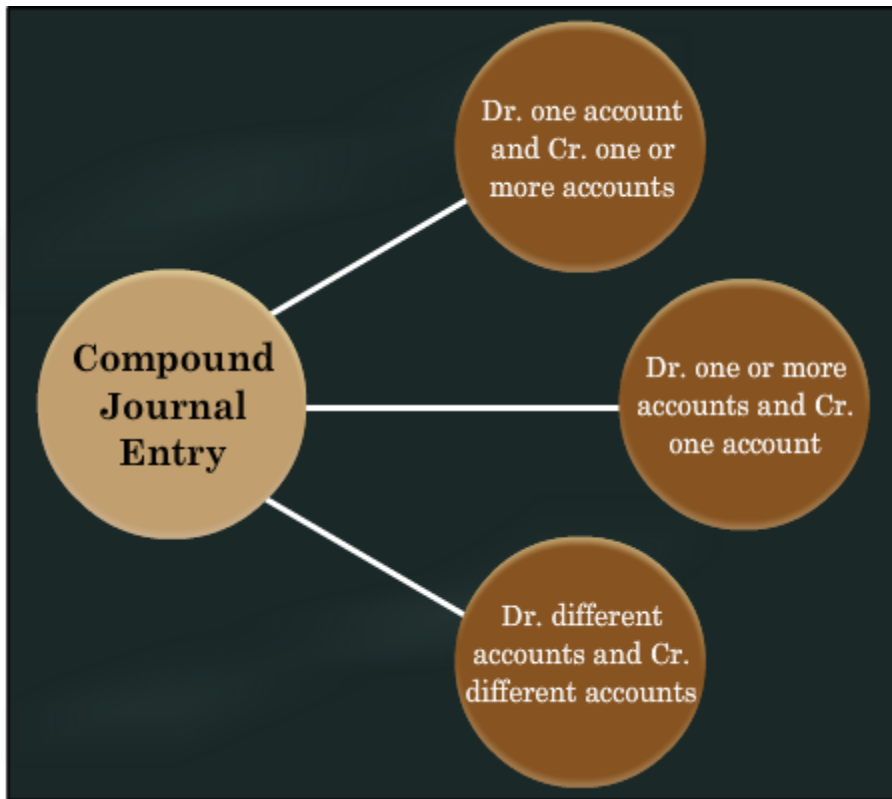 Compound
Journal
Entry
Dr. one account
and Cr. one or
more accounts
Dr. one or more
accounts and Cr.
one account
Dr. different
accounts and Cr.
different accounts